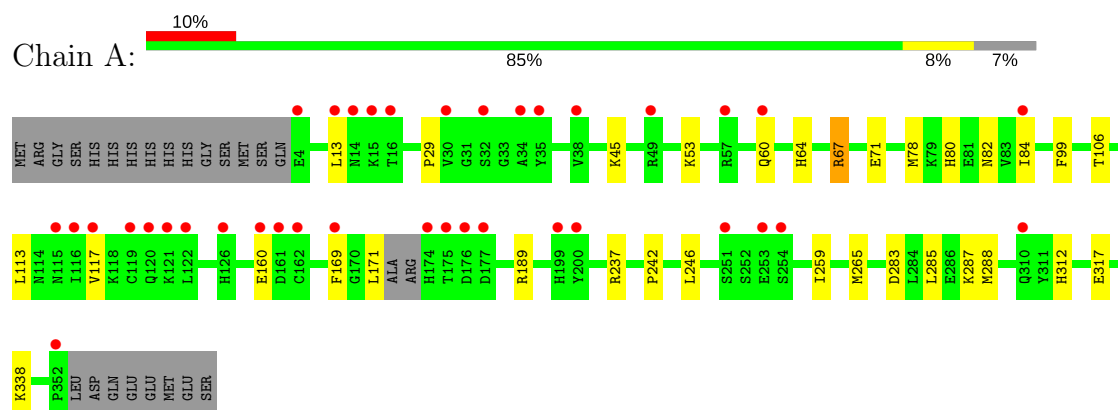 10%
Chain A:
85% 8% 7%
MET ARG GLY SER HIS HIS HIS HIS HIS HIS GLY SER MET SER GLN E4 L13 N14 K15 T16 P29 V30 G31 S32 G33 A34 Y35 V38 K45 R49 K53 R57 Q60 H64 R67 E71 M78 K79 H80 E81 N82 V83 I84 F99 T106
L113 N114 N115 I116 V117 K118 C119 Q120 K121 L122 H126 E160 D161 C162 F169 G170 L171 ALA ARG H174 T175 D176 D177 R189 H199 Y200 R237 P242 L246 S251 S252 E253 S254 I259 M265 D283 L284 L285 E286 K287 M288 Q310 Y311 H312 E317
K338 P352 LEU ASP GLN GLU GLU MET GLU SER